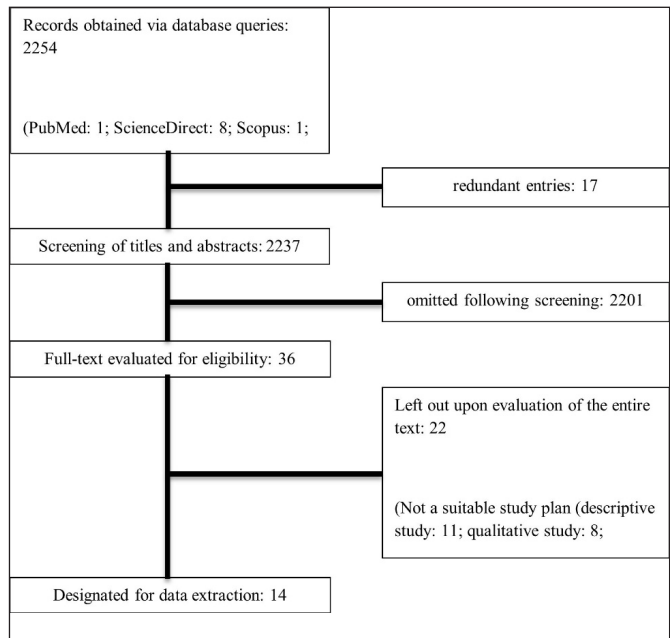 Records obtained via database queries:
2254
(PubMed: 1; ScienceDirect: 8; Scopus: 1;
redundant entries: 17
Screening of titles and abstracts: 2237
omitted following screening: 2201
Full-text evaluated for eligibility: 36
Left out upon evaluation of the entire
text: 22
(Not a suitable study plan (descriptive
study: 11; qualitative study: 8;
Designated for data extraction: 14